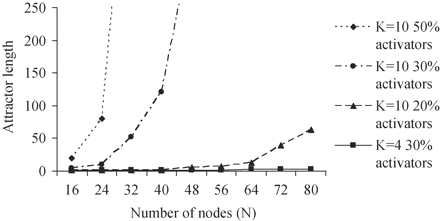 250
200
150
100
50
0
Attractor length
16 24 32 40 48 56 64 72 80
Number of nodes (N)
K=10 50%
activators
K=10 30%
activators
K=10 20%
activators
K=4 30%
activators